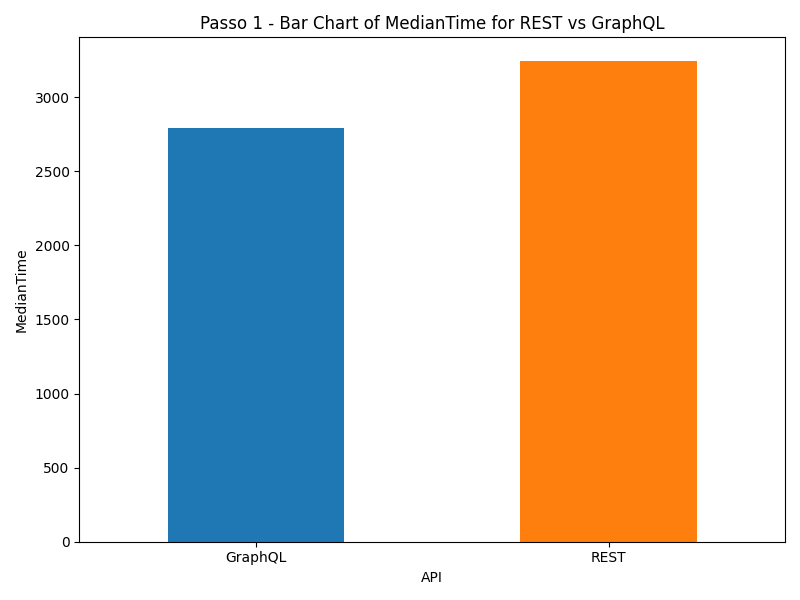 Passo 1 - Bar Chart of MedianTime for REST vs GraphQL
MedianTime
3000
2500
2000
1500
1000
500
0
GraphQL
REST
API